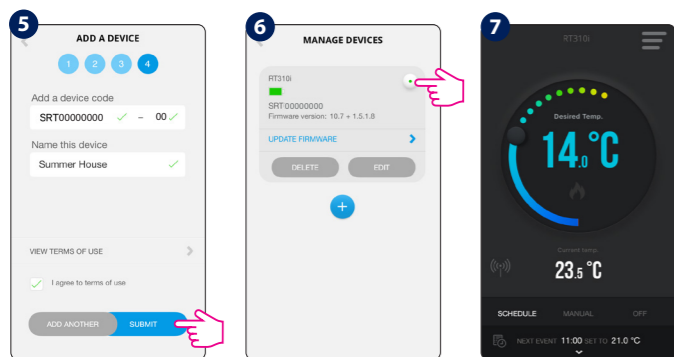 5
ADD A DEVICE
1 2 3 4
Add a device code
SRT00000000 – 00
Name this device
Summer House
VIEW TERMS OF USE
I agree to terms of use
ADD ANOTHER SUBMIT
6
MANAGE DEVICES
RT310i
SRT00000000
Firmware version: 10.7 + 1.5.1.8
UPDATE FIRMWARE
DELETE EDIT
+
7
RT310i
Desired Temp.
14.0°C
Current temp.
23.5 °C
SCHEDULE MANUAL OFF
NEXT EVENT 11:00 SET TO 21.0 °C